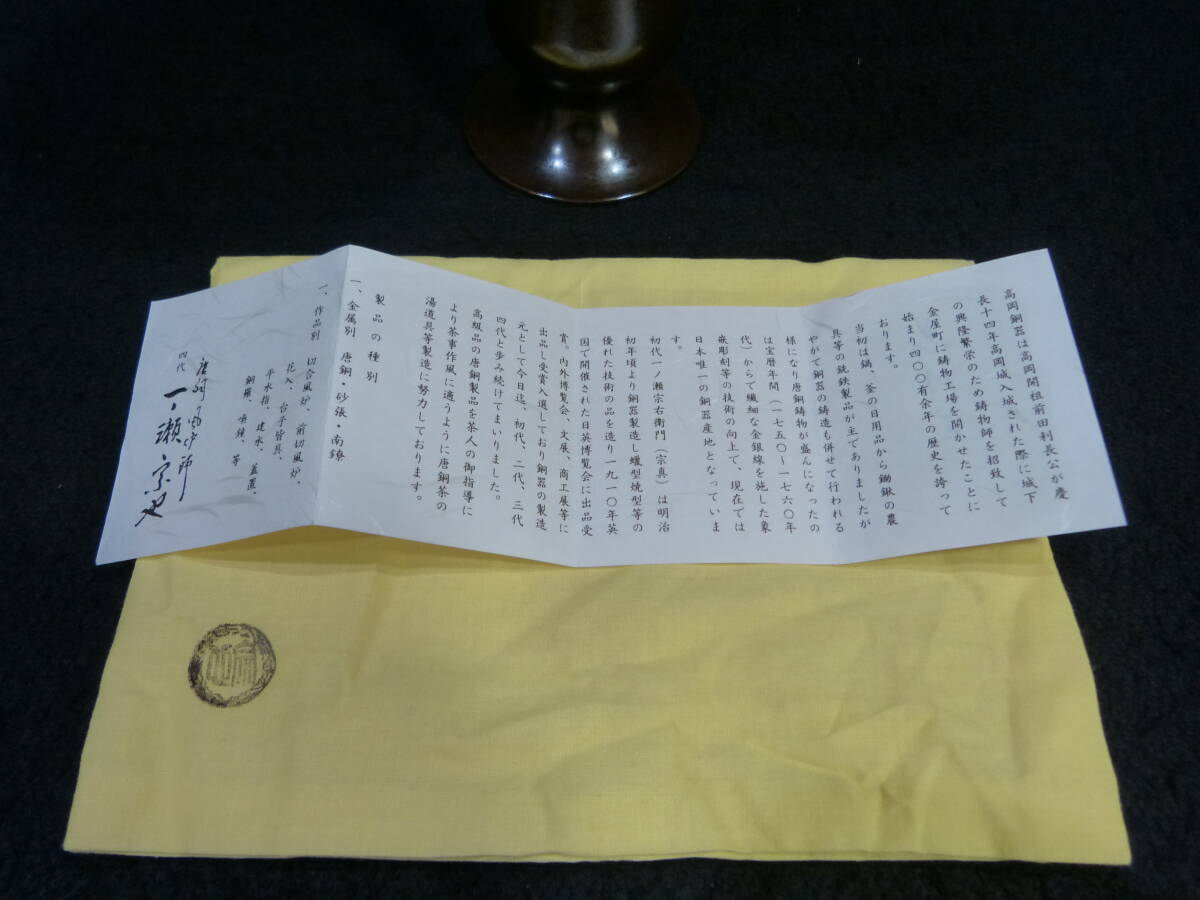 高岡銅器は高岡開祖前田利長公が慶
長十四年高岡城入城された際に城下
の興隆繁栄のため鋳物師を招致して
金屋町に鋳物工場を開かせたことに
始まり四〇〇有余年の歴史を誇って
おります。
当初は鍋、釜の日用品から鋤鍬の農
具等の銑鉄製品が主でありましたが
やがて銅器の鋳造も併せて行われる
様になり唐銅鋳物が盛んになったの
は宝暦年間(一七五〇ー一七六〇年
代)からで繊細な金銀線を施した象
嵌彫刻等の技術の向上で、現在では
日本唯一の銅器産地となっていま
す。
初代一ノ瀬宗右衛門(宗真)は明治
初年頃より銅器製造し蠟型焼型等の
優れた技術の品を造り一九一〇年英
国で開催された日英博覧会に出品受
賞。内外博覧会、文展、商工展等に
出品し受賞入選しており銅器の製造
元として今日迄、初代、二代、三代
四代と歩み続けてまいりました。
高級品の唐銅製品を茶人の御指導に
より茶事作風に適うように唐銅茶の
湯道具等製造に努力しております。
製品の種別
一、金属別 唐銅・砂張・南鐐
一、作品別 切合風炉、前切風炉、
花入、台子皆具、
平水指、建水、蓋置、
銅羅、喚鐘、等
唐銅風炉師
四代 一ノ瀬宗